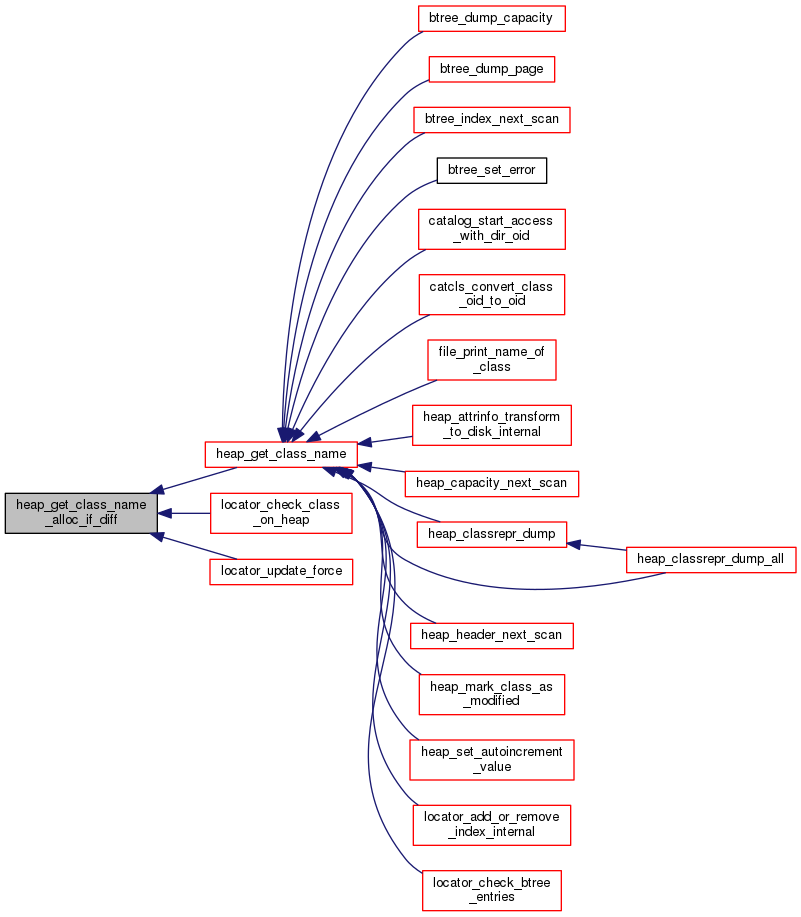 btree_dump_capacity
btree_dump_page
btree_index_next_scan
btree_set_error
catalog_start_access
_with_dir_oid
catcls_convert_class
_oid_to_oid
file_print_name_of
_class
heap_attrinfo_transform
_to_disk_internal
heap_get_class_name
heap_capacity_next_scan
heap_get_class_name
_alloc_if_diff
locator_check_class
_on_heap
heap_classrepr_dump
heap_classrepr_dump_all
locator_update_force
heap_header_next_scan
heap_mark_class_as
_modified
heap_set_autoincrement
_value
locator_add_or_remove
_index_internal
locator_check_btree
_entries